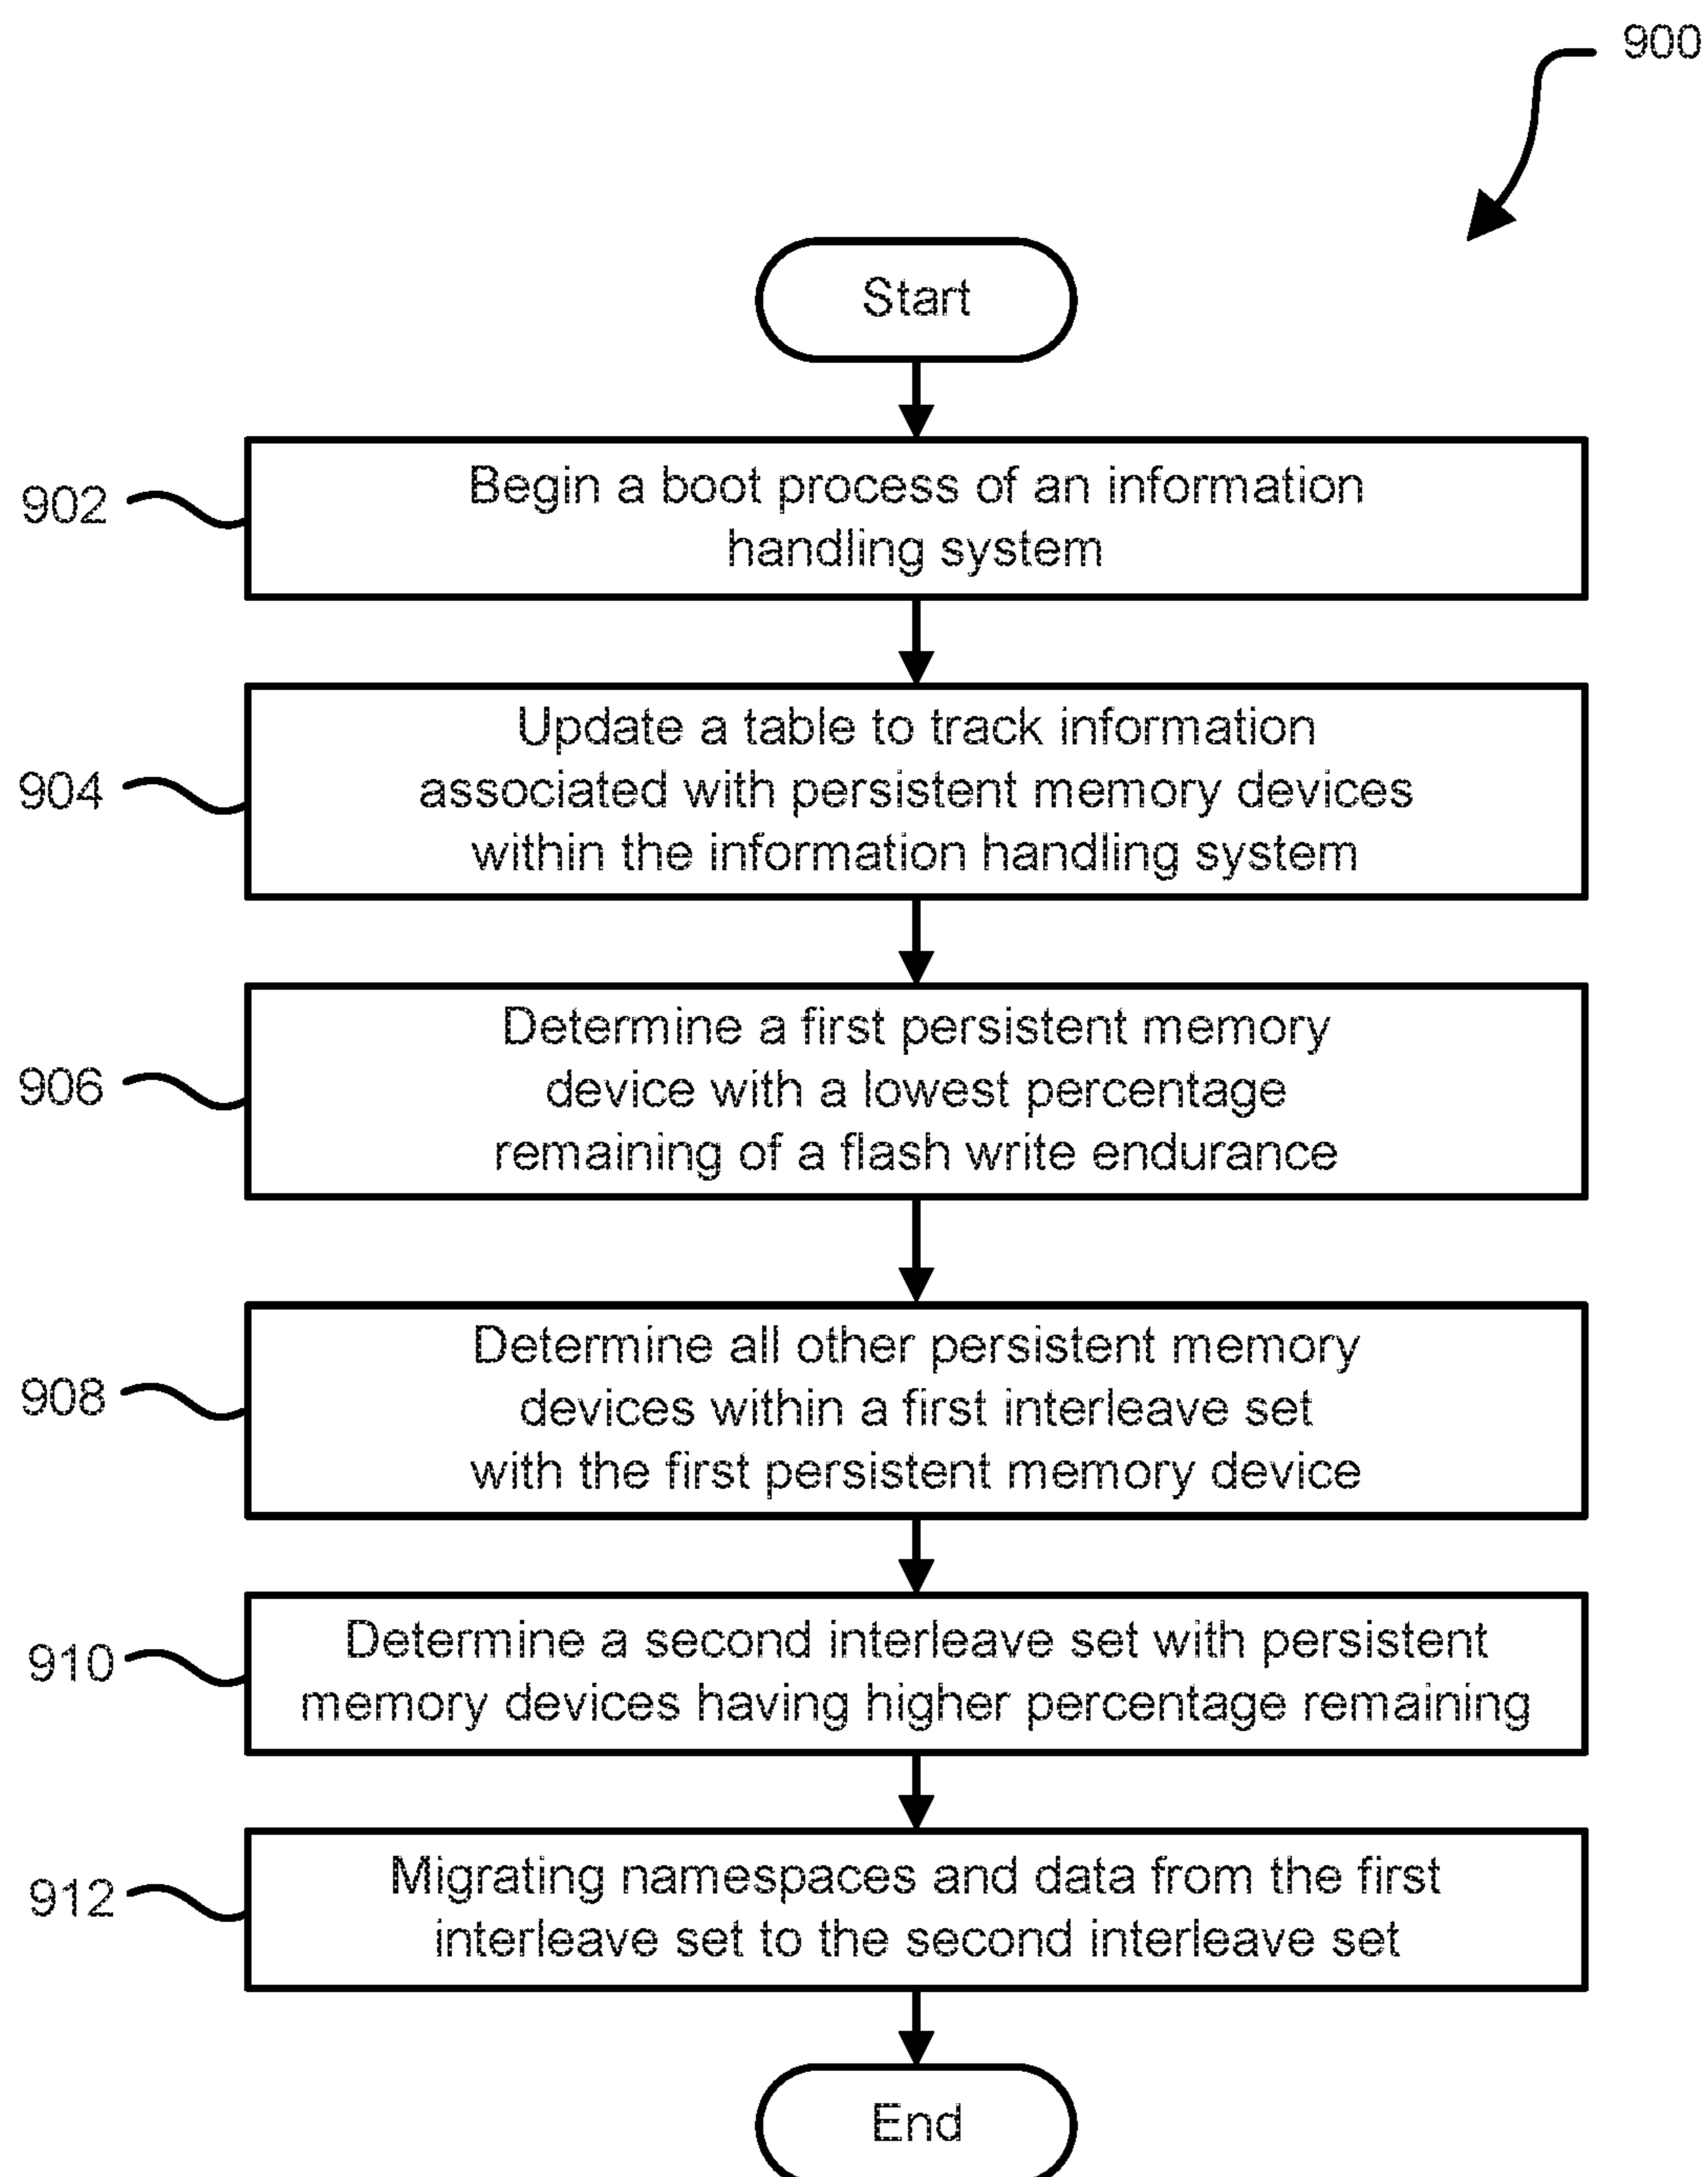 900
Start
902
Begin a boot process of an information
handling system
904
Update a table to track information
associated with persistent memory devices
within the information handling system
906
Determine a first persistent memory
device with a lowest percentage
remaining of a flash write endurance
908
Determine all other persistent memory
devices within a first interleave set
with the first persistent memory device
910
Determine a second interleave set with persistent
memory devices having higher percentage remaining
912
Migrating namespaces and data from the first
interleave set to the second interleave set
End